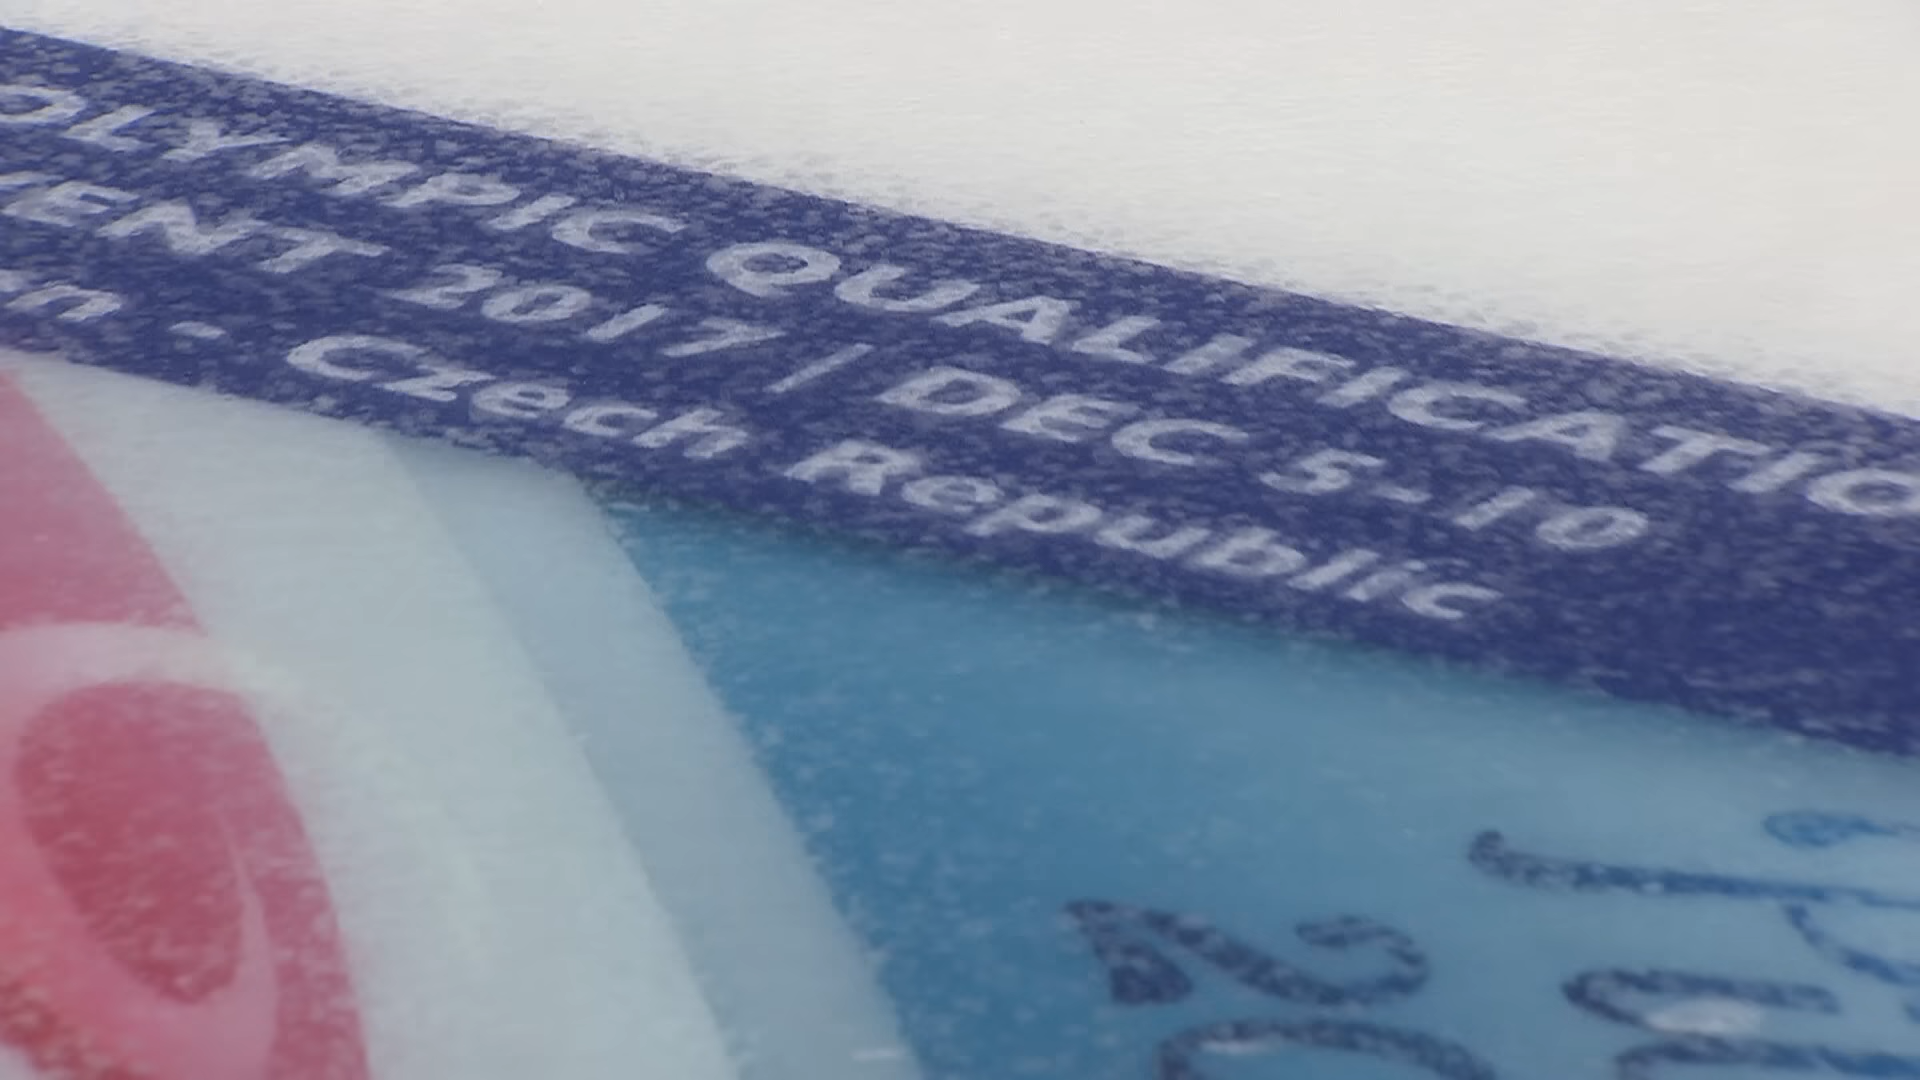 OLYMPIC QUALIFICATIO
ENT 2017 / DEC 5-10
n - Czech Republic